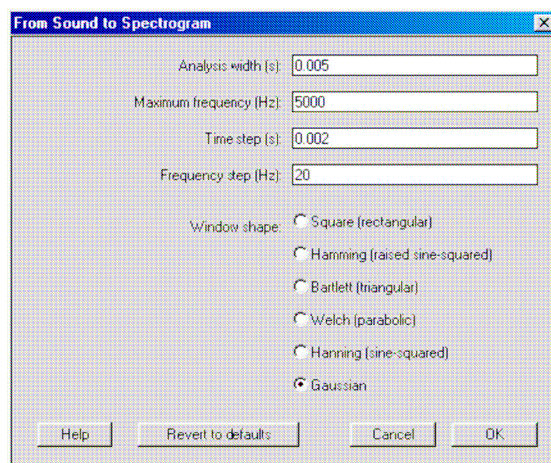 From Sound to Spectrogram
Analysis width (s): 0.005
Maximum frequency (Hz): 5000
Time step (s): 0.002
Frequency step (Hz): 20
Window shape: Square (rectangular)
Hamming (raised sine-squared)
Bartlett (triangular)
Welch (parabolic)
Hanning (sine-squared)
Gaussian
Help Revert to defaults Cancel OK